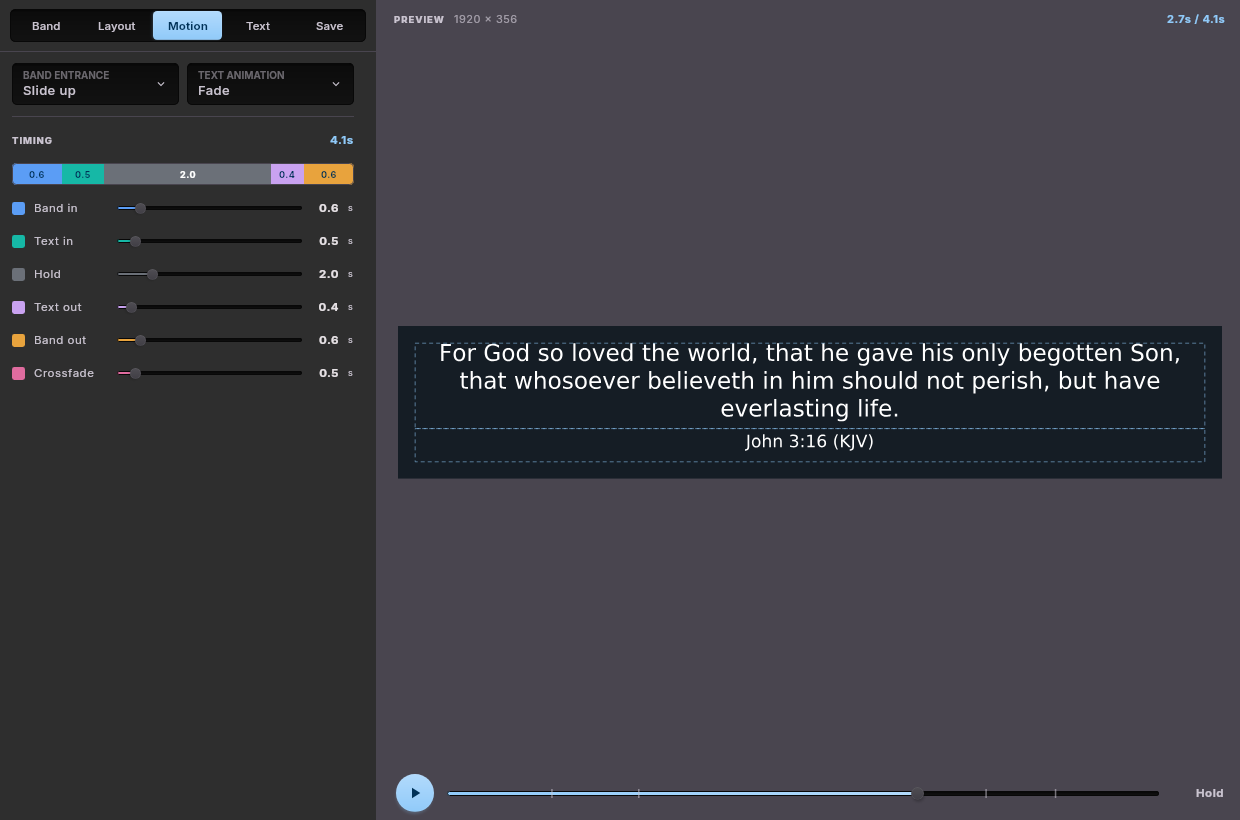 Band
Layout
Motion
Text
Save
BAND ENTRANCE
Slide up
TEXT ANIMATION
Fade
TIMING
4.1s
0.6
0.5
2.0
0.4
0.6
Band in
0.6 s
Text in
0.5 s
Hold
2.0 s
Text out
0.4 s
Band out
0.6 s
Crossfade
0.5 s
PREVIEW 1920 × 356
2.7s / 4.1s
For God so loved the world, that he gave his only begotten Son,
that whosoever believeth in him should not perish, but have
everlasting life.
John 3:16 (KJV)
Hold